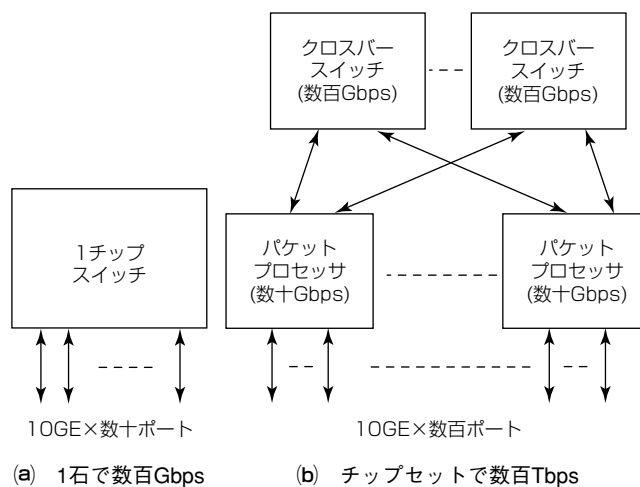 クロスバー
スイッチ
(数百Gbps)
クロスバー
スイッチ
(数百Gbps)
1チップ
スイッチ
パケット
プロセッサ
(数十Gbps)
パケット
プロセッサ
(数十Gbps)
10GE×数十ポート
10GE×数百ポート
(a) 1石で数百Gbps
(b) チップセットで数百Tbps